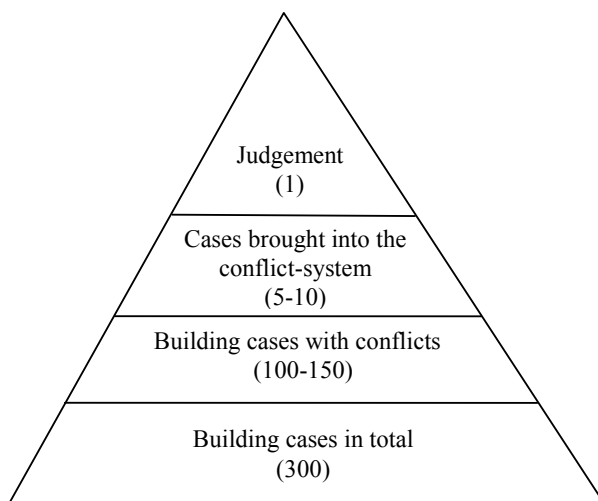 Judgement
(1)
Cases brought into the
conflict-system
(5-10)
Building cases with conflicts
(100-150)
Building cases in total
(300)